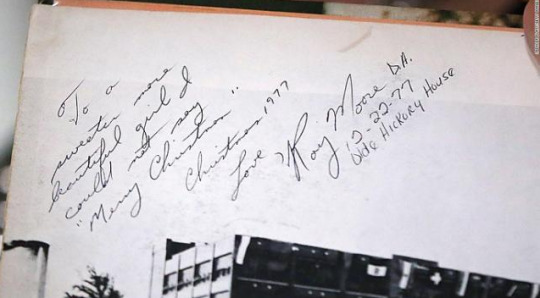 To a
sweeter more
beautiful girl I
could not say
"Merry Christmas"
Christmas 1977
Love,
Roy Moore D.A.
12-22-77
Olde Hickory House